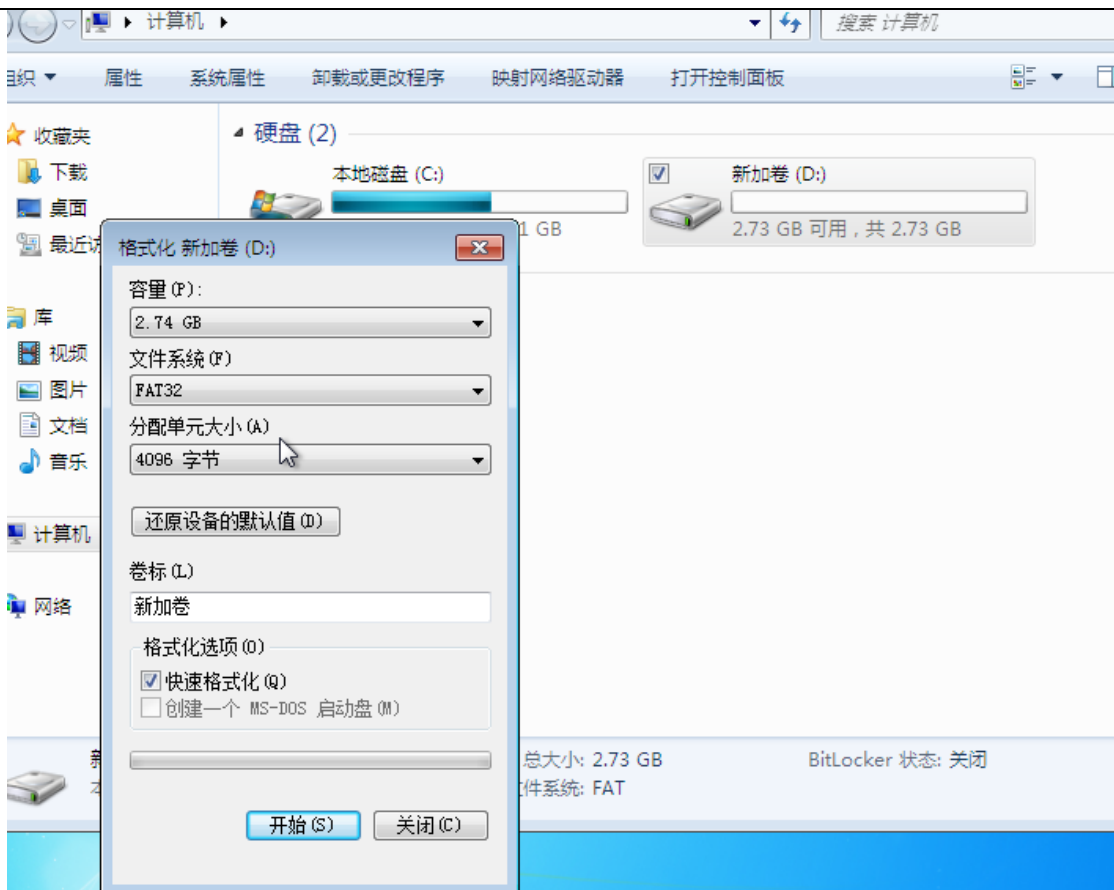 计算机
搜索 计算机
组织
属性
系统属性
卸载或更改程序
映射网络驱动器
打开控制面板
收藏夹
下载
桌面
最近访
库
视频
图片
文档
音乐
计算机
网络
硬盘 (2)
本地磁盘 (C:)
1 GB
新加卷 (D:)
2.73 GB 可用，共 2.73 GB
格式化 新加卷 (D:)
容量(P):
2.74 GB
文件系统(F)
FAT32
分配单元大小(A)
4096 字节
还原设备的默认值(D)
卷标(L)
新加卷
格式化选项(O)
快速格式化(Q)
创建一个 MS-DOS 启动盘(M)
开始(S)
关闭(C)
总大小: 2.73 GB
BitLocker 状态: 关闭
件系统: FAT